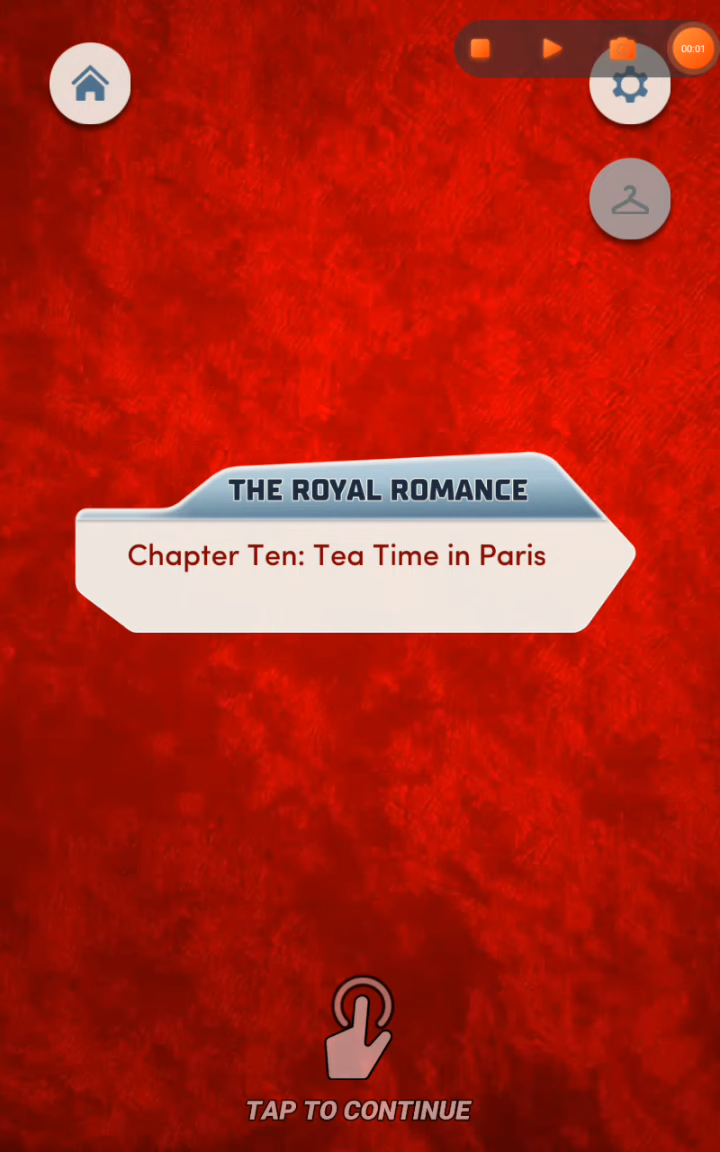 00:01
THE ROYAL ROMANCE
Chapter Ten: Tea Time in Paris
TAP TO CONTINUE